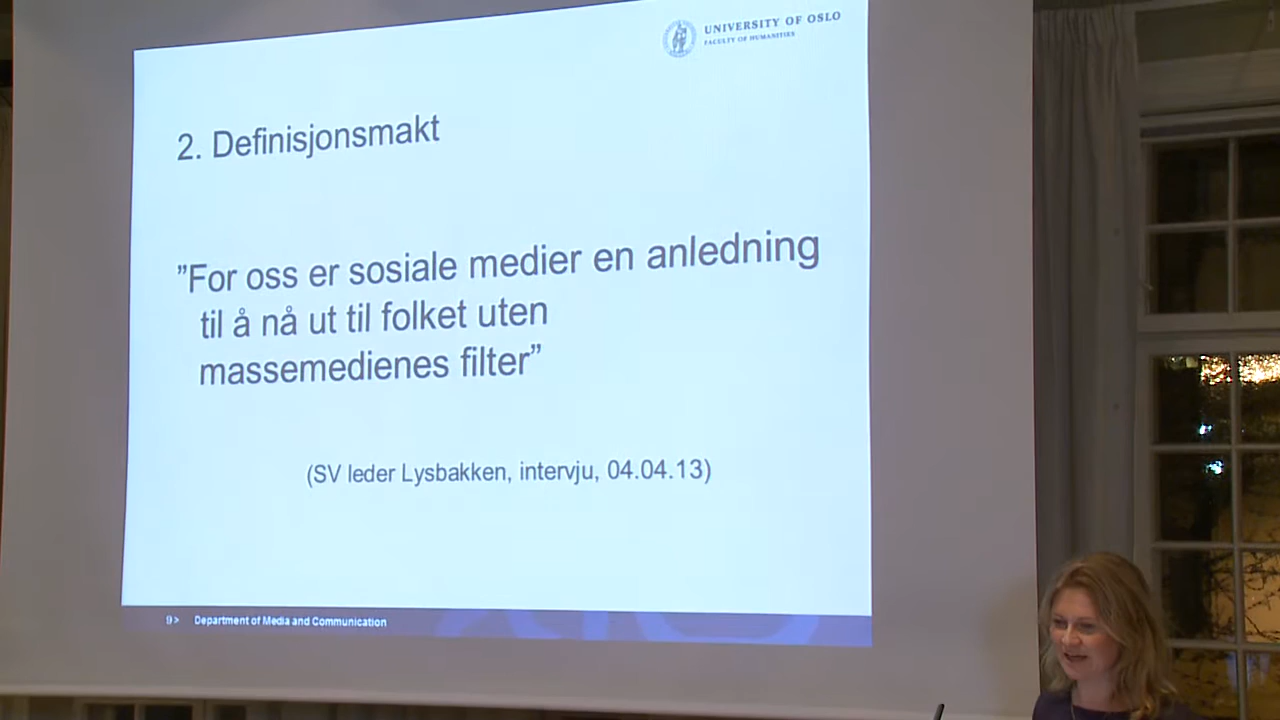 UNIVERSITY OF OSLO
FACULTY OF HUMANITIES
2. Definisjonsmakt
”For oss er sosiale medier en anledning
til å nå ut til folket uten
massemedienes filter”
(SV leder Lysbakken, intervju, 04.04.13)
9 > Department of Media and Communication